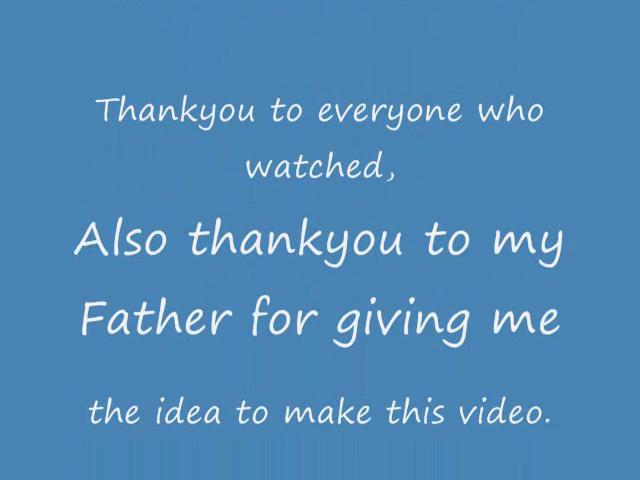 Thankyou to everyone who
watched,
Also thankyou to my
Father for giving me
the idea to make this video.